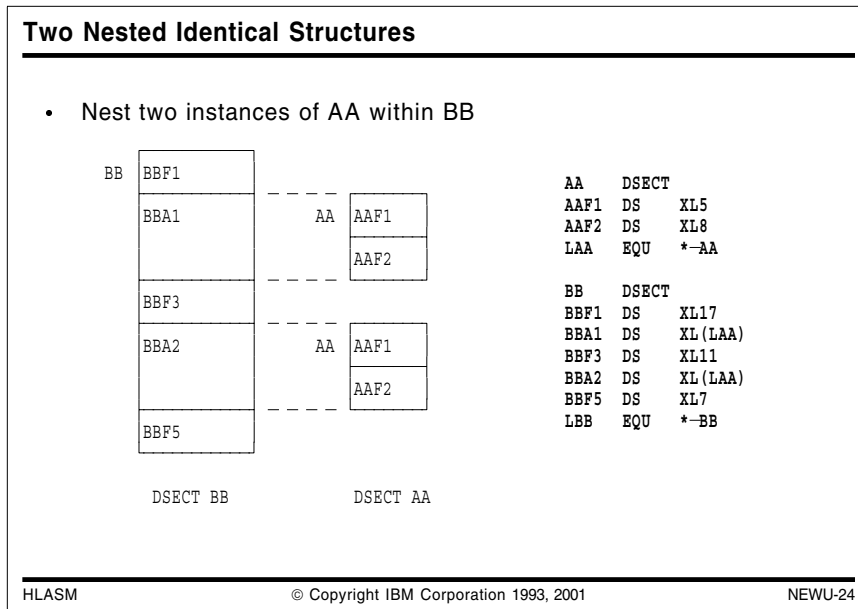 Two Nested Identical Structures
• Nest two instances of AA within BB
BB BBF1
BBA1 AA AAF1
AAF2
BBF3
BBA2 AA AAF1
AAF2
BBF5
DSECT BB DSECT AA
AA DSECT
AAF1 DS XL5
AAF2 DS XL8
LAA EQU *−AA
BB DSECT
BBF1 DS XL17
BBA1 DS XL(LAA)
BBF3 DS XL11
BBA2 DS XL(LAA)
BBF5 DS XL7
LBB EQU *−BB
HLASM © Copyright IBM Corporation 1993, 2001 NEWU-24